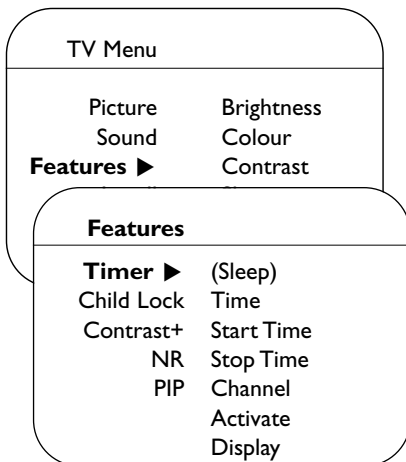 TV Menu
Picture Brightness
Sound Colour
Features ▶ Contrast
Features
Timer ▶ (Sleep)
Child Lock Time
Contrast+ Start Time
NR Stop Time
PIP Channel
Activate
Display